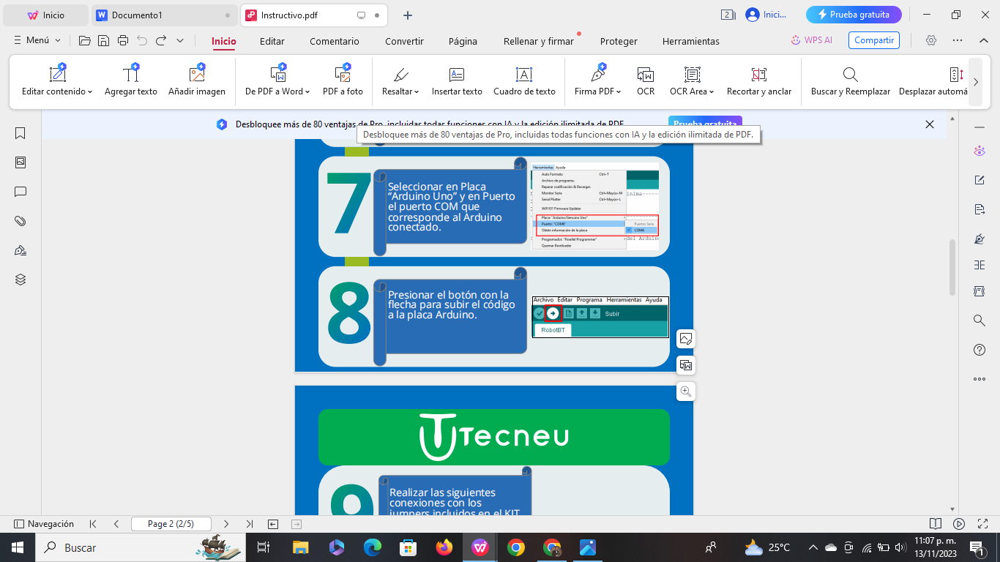 Inicio
Documento1
Instructivo.pdf
2
Inici...
Prueba gratuita
Menú
Inicio
Editar
Comentario
Convertir
Página
Rellenar y firmar
Proteger
Herramientas
WPS AI
Compartir
Editar contenido
Agregar texto
Añadir imagen
De PDF a Word
PDF a foto
Resaltar
Insertar texto
Cuadro de texto
Firma PDF
OCR
OCR Area
Recortar y anclar
Buscar y Reemplazar
Desplazar automá
Desbloquee más de 80 ventajas de Pro, incluidas todas funciones con IA y la edición ilimitada de PDF.
Prueba gratuita
Desbloquee más de 80 ventajas de Pro, incluidas todas funciones con IA y la edición ilimitada de PDF.
7
Seleccionar en Placa
“Arduino Uno” y en Puerto
el puerto COM que
corresponde al Arduino
conectado.
Herramientas Ayuda
Auto Formato Ctrl+T
Archivo de programa.
Reparar codificación & Recargar.
Monitor Serie Ctrl+Mayús+M
Serial Plotter Ctrl+Mayús+L
WiFi101 Firmware Updater
Placa: "Arduino/Genuino Uno"
Puerto: "COM6"
Puertos Serie
Obtén información de la placa
COM6
Programador: "Parallel Programmer"
Quemar Bootloader
8
Presionar el botón con la
flecha para subir el código
a la placa Arduino.
Archivo Editar Programa Herramientas Ayuda
Subir
RobotBT
Tecneu
9
Realizar las siguientes
conexiones con los
jumpers incluidos en el KIT
Navegación
Page 2 (2/5)
Buscar
25°C
11:07 p. m.
13/11/2023
1